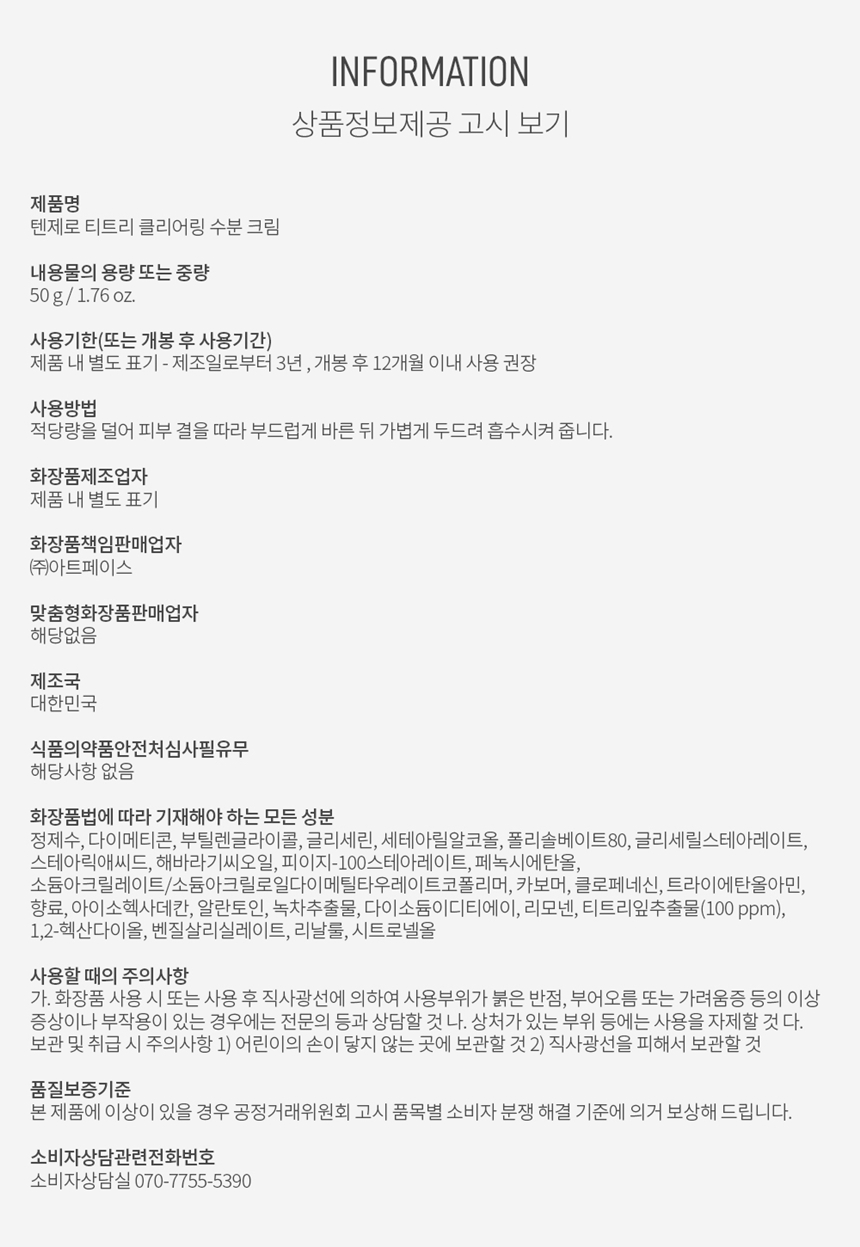 INFORMATION
상품정보제공 고시 보기
제품명
텐제로 티트리 클리어링 수분 크림
내용물의 용량 또는 중량
50 g / 1.76 oz.
사용기한(또는 개봉 후 사용기간)
제품 내 별도 표기 - 제조일로부터 3년 , 개봉 후 12개월 이내 사용 권장
사용방법
적당량을 덜어 피부 결을 따라 부드럽게 바른 뒤 가볍게 두드려 흡수시켜 줍니다.
화장품제조업자
제품 내 별도 표기
화장품책임판매업자
㈜아트페이스
맞춤형화장품판매업자
해당없음
제조국
대한민국
식품의약품안전처심사필유무
해당사항 없음
화장품법에 따라 기재해야 하는 모든 성분
정제수, 다이메티콘, 부틸렌글라이콜, 글리세린, 세테아릴알코올, 폴리솔베이트80, 글리세릴스테아레이트,
스테아릭애씨드, 해바라기씨오일, 피이지-100스테아레이트, 페녹시에탄올,
소듐아크릴레이트/소듐아크릴로일다이메틸타우레이트코폴리머, 카보머, 클로페네신, 트라이에탄올아민,
향료, 아이소헥사데칸, 알란토인, 녹차추출물, 다이소듐이디티에이, 리모넨, 티트리잎추출물(100 ppm),
1,2-헥산다이올, 벤질살리실레이트, 리날룰, 시트로넬올
사용할 때의 주의사항
가. 화장품 사용 시 또는 사용 후 직사광선에 의하여 사용부위가 붉은 반점, 부어오름 또는 가려움증 등의 이상
증상이나 부작용이 있는 경우에는 전문의 등과 상담할 것 나. 상처가 있는 부위 등에는 사용을 자제할 것 다.
보관 및 취급 시 주의사항 1) 어린이의 손이 닿지 않는 곳에 보관할 것 2) 직사광선을 피해서 보관할 것
품질보증기준
본 제품에 이상이 있을 경우 공정거래위원회 고시 품목별 소비자 분쟁 해결 기준에 의거 보상해 드립니다.
소비자상담관련전화번호
소비자상담실 070-7755-5390